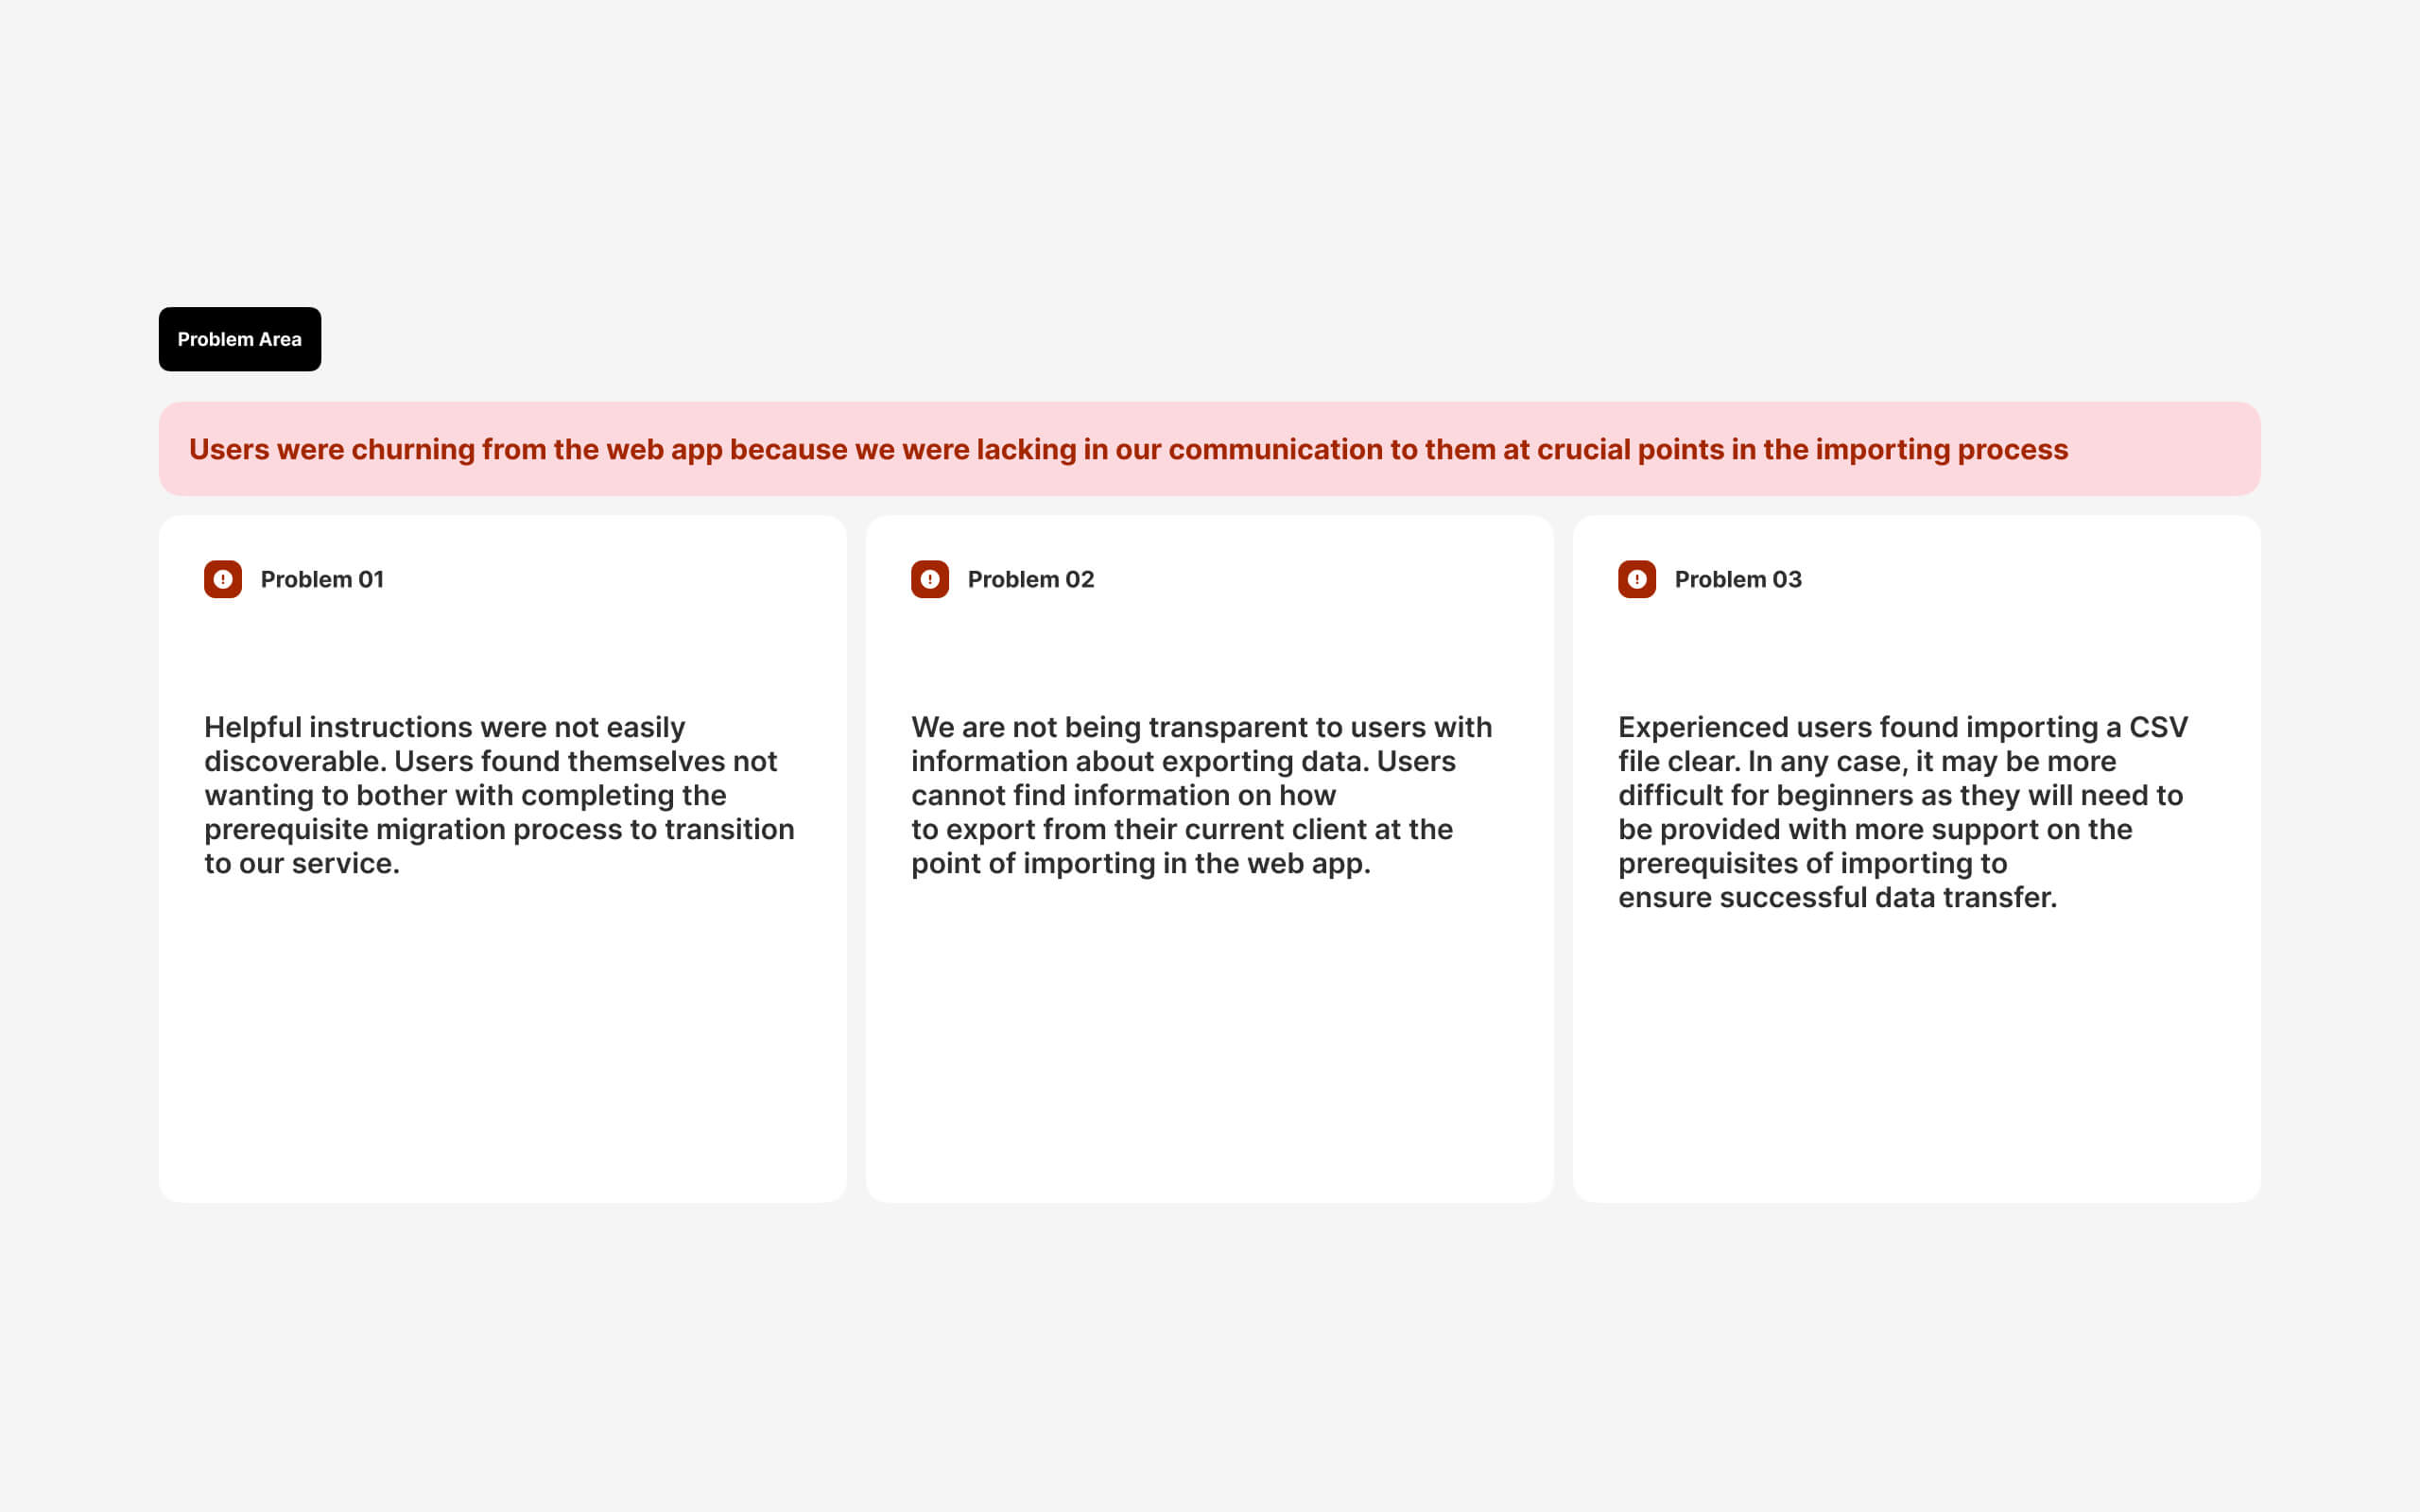 Problem Area
Users were churning from the web app because we were lacking in our communication to them at crucial points in the importing process
Problem 01
Helpful instructions were not easily
discoverable. Users found themselves not
wanting to bother with completing the
prerequisite migration process to transition
to our service.
Problem 02
We are not being transparent to users with
information about exporting data. Users
cannot find information on how
to export from their current client at the
point of importing in the web app.
Problem 03
Experienced users found importing a CSV
file clear. In any case, it may be more
difficult for beginners as they will need to
be provided with more support on the
prerequisites of importing to
ensure successful data transfer.